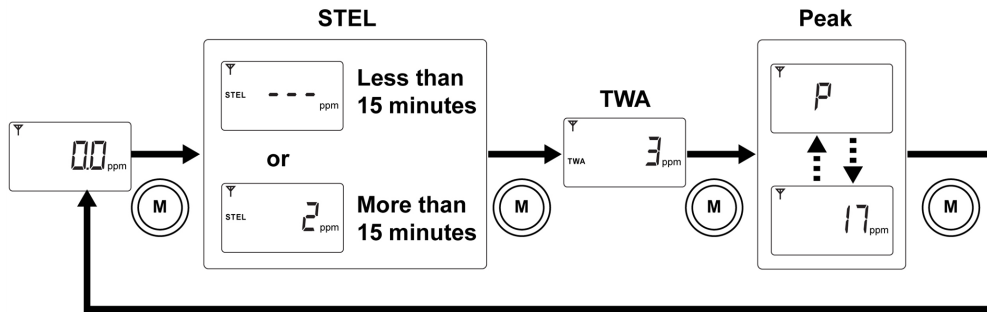 STEL
Peak
STEL
- - -
ppm
Less than
15 minutes
P
TWA
0.0 ppm
or
TWA
3 ppm
M
STEL
2 ppm
More than
15 minutes
M
M
17 ppm
M